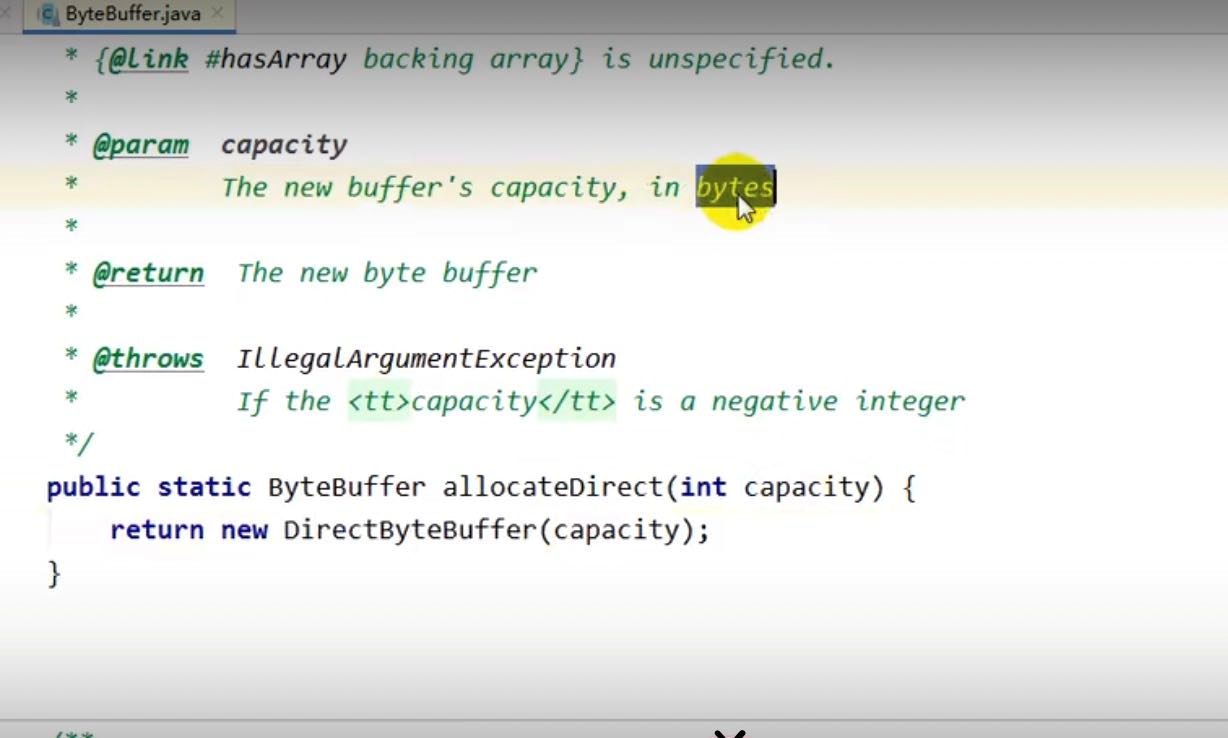 ByteBuffer.java
* {@link #hasArray backing array} is unspecified.
*
* @param  capacity
*         The new buffer's capacity, in bytes
*
* @return  The new byte buffer
*
* @throws  IllegalArgumentException
*          If the <tt>capacity</tt> is a negative integer
*/
public static ByteBuffer allocateDirect(int capacity) {
    return new DirectByteBuffer(capacity);
}
/**